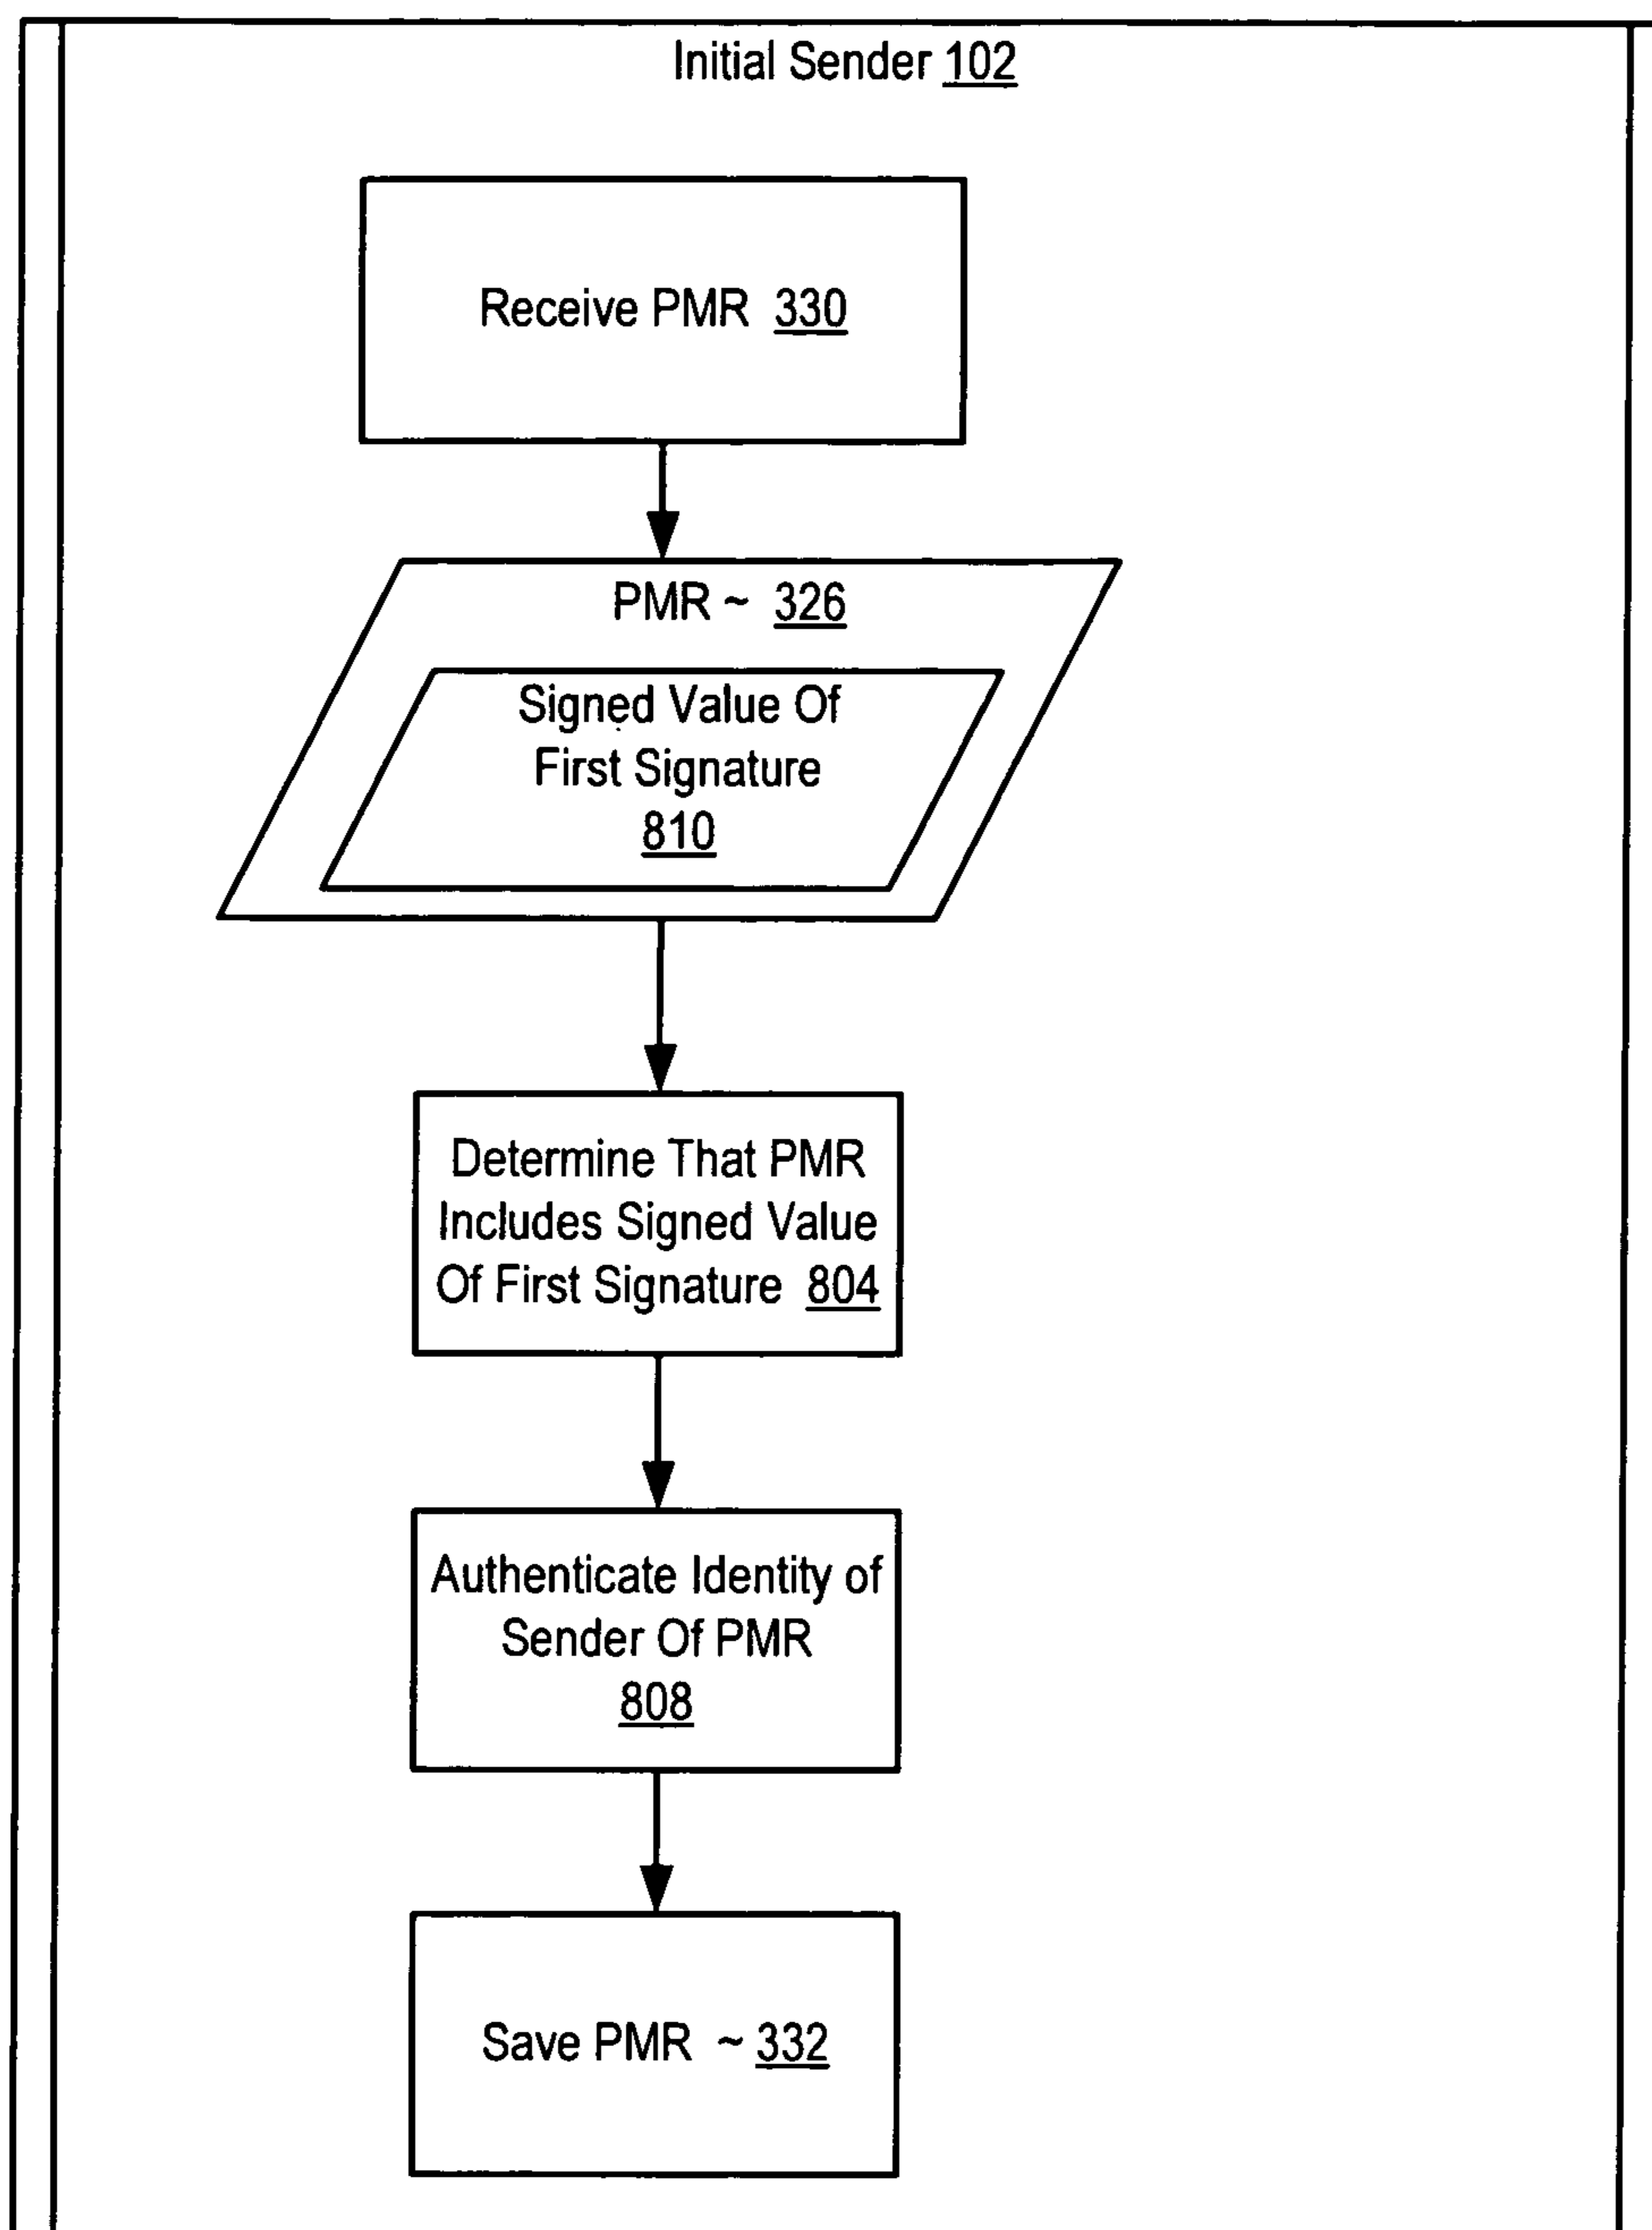 Initial Sender 102
Receive PMR 330
PMR ~ 326
Signed Value Of
First Signature
810
Determine That PMR
Includes Signed Value
Of First Signature 804
Authenticate Identity of
Sender Of PMR
808
Save PMR ~ 332